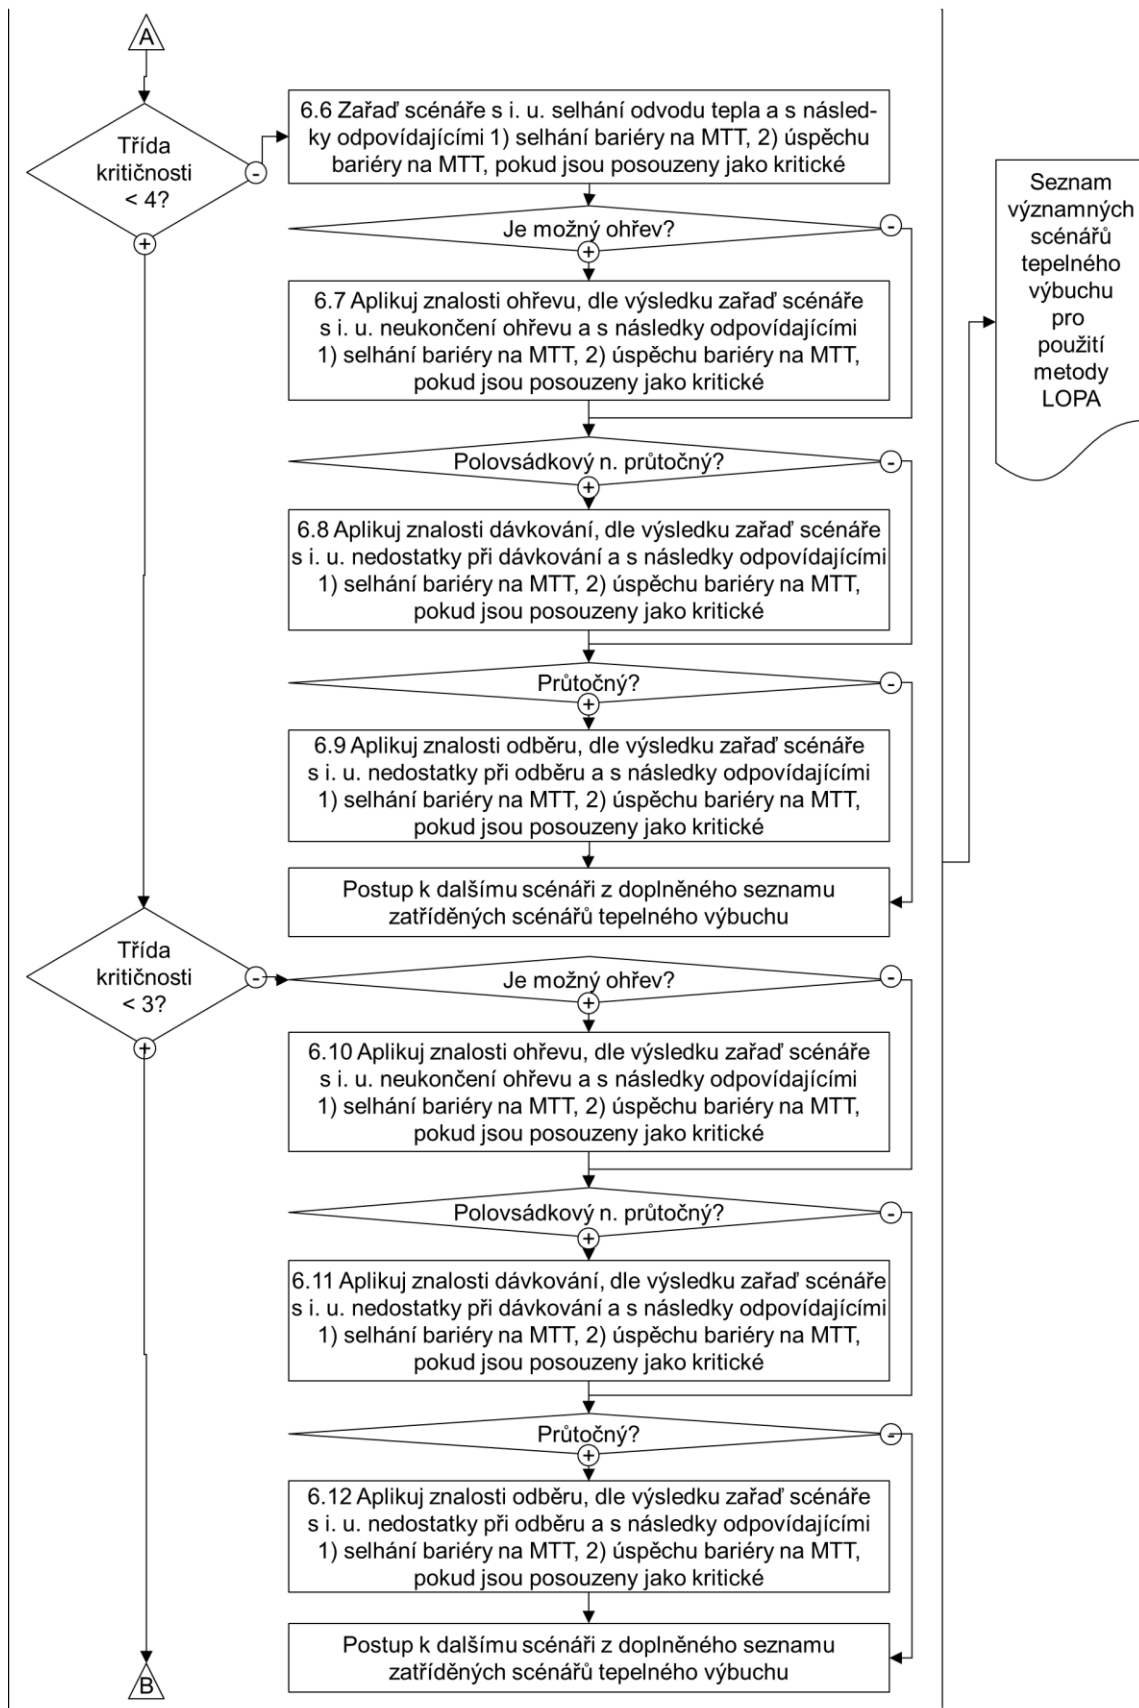 A
Třída
kritičnosti
< 4?
-
+
6.6 Zařaď scénáře s i. u. selhání odvodu tepla a s násled-
ky odpovídajícími 1) selhání bariéry na MTT, 2) úspěchu
bariéry na MTT, pokud jsou posouzeny jako kritické
Je možný ohřev?
-
+
6.7 Aplikuj znalosti ohřevu, dle výsledku zařaď scénáře
s i. u. neukončení ohřevu a s následky odpovídajícími
1) selhání bariéry na MTT, 2) úspěchu bariéry na MTT,
pokud jsou posouzeny jako kritické
Polovsádkový n. průtočný?
-
+
6.8 Aplikuj znalosti dávkování, dle výsledku zařaď scénáře
s i. u. nedostatky při dávkování a s následky odpovídajícími
1) selhání bariéry na MTT, 2) úspěchu bariéry na MTT,
pokud jsou posouzeny jako kritické
Průtočný?
-
+
6.9 Aplikuj znalosti odběru, dle výsledku zařaď scénáře
s i. u. nedostatky při odběru a s následky odpovídajícími
1) selhání bariéry na MTT, 2) úspěchu bariéry na MTT,
pokud jsou posouzeny jako kritické
Postup k dalšímu scénáři z doplněného seznamu
zatříděných scénářů tepelného výbuchu
Třída
kritičnosti
< 3?
-
+
Je možný ohřev?
-
+
6.10 Aplikuj znalosti ohřevu, dle výsledku zařaď scénáře
s i. u. neukončení ohřevu a s následky odpovídajícími
1) selhání bariéry na MTT, 2) úspěchu bariéry na MTT,
pokud jsou posouzeny jako kritické
Polovsádkový n. průtočný?
-
+
6.11 Aplikuj znalosti dávkování, dle výsledku zařaď scénáře
s i. u. nedostatky při dávkování a s následky odpovídajícími
1) selhání bariéry na MTT, 2) úspěchu bariéry na MTT,
pokud jsou posouzeny jako kritické
Průtočný?
-
+
6.12 Aplikuj znalosti odběru, dle výsledku zařaď scénáře
s i. u. nedostatky při odběru a s následky odpovídajícími
1) selhání bariéry na MTT, 2) úspěchu bariéry na MTT,
pokud jsou posouzeny jako kritické
Postup k dalšímu scénáři z doplněného seznamu
zatříděných scénářů tepelného výbuchu
B
Seznam
významných
scénářů
tepelného
výbuchu
pro
použití
metody
LOPA